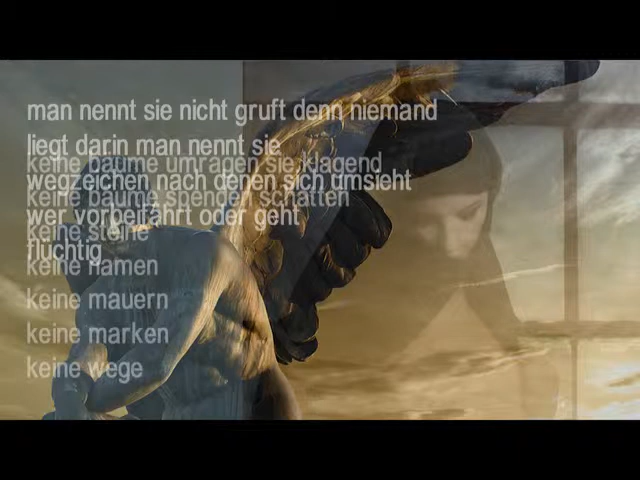 man nennt sie nicht gruft denn niemand
liegt darin man nennt sie
keine bäume umragen sie klagend
wegzeichen nach denen sich umsieht
keine bäume spenden schatten
wer vorbeifährt oder geht
keine steine
flüchtig
keine namen
keine mauern
keine marken
keine wege